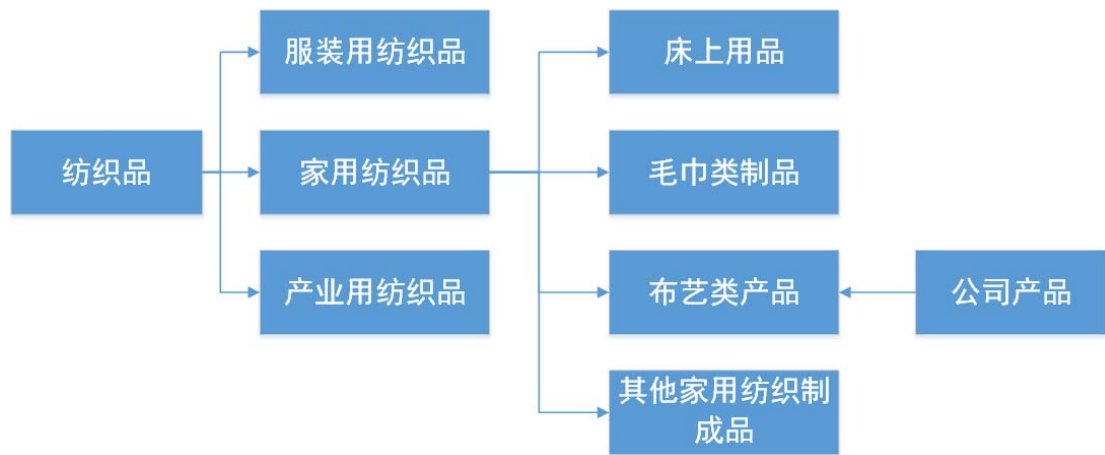 服装用纺织品
床上用品
纺织品
家用纺织品
毛巾类制品
产业用纺织品
布艺类产品
公司产品
其他家用纺织制
成品